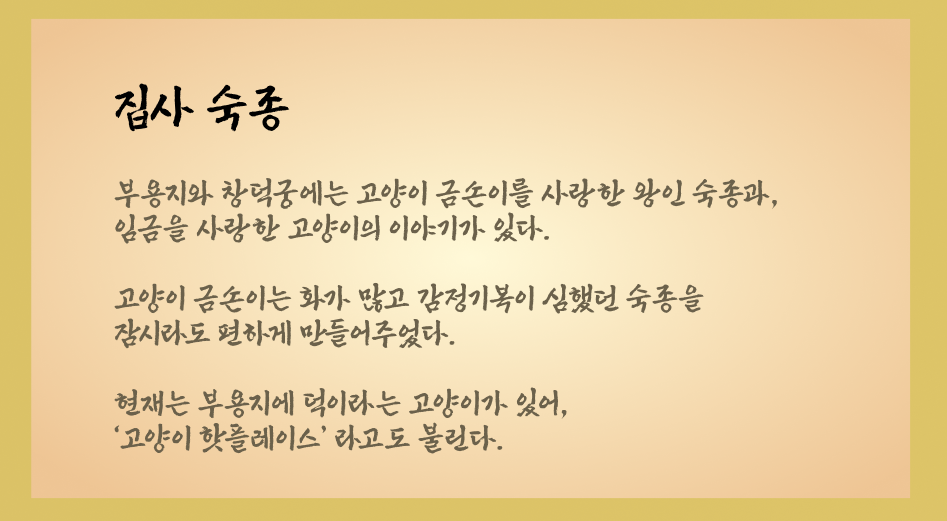 집사 숙종
부용지와 창덕궁에는 고양이 금손이를 사랑한 왕인 숙종과,
임금을 사랑한 고양이의 이야기가 있다.
고양이 금손이는 화가 많고 감정기복이 심했던 숙종을
잠시라도 편하게 만들어주었다.
현재는 부용지에 덕이라는 고양이가 있어,
‘고양이 핫플레이스’ 라고도 불린다.